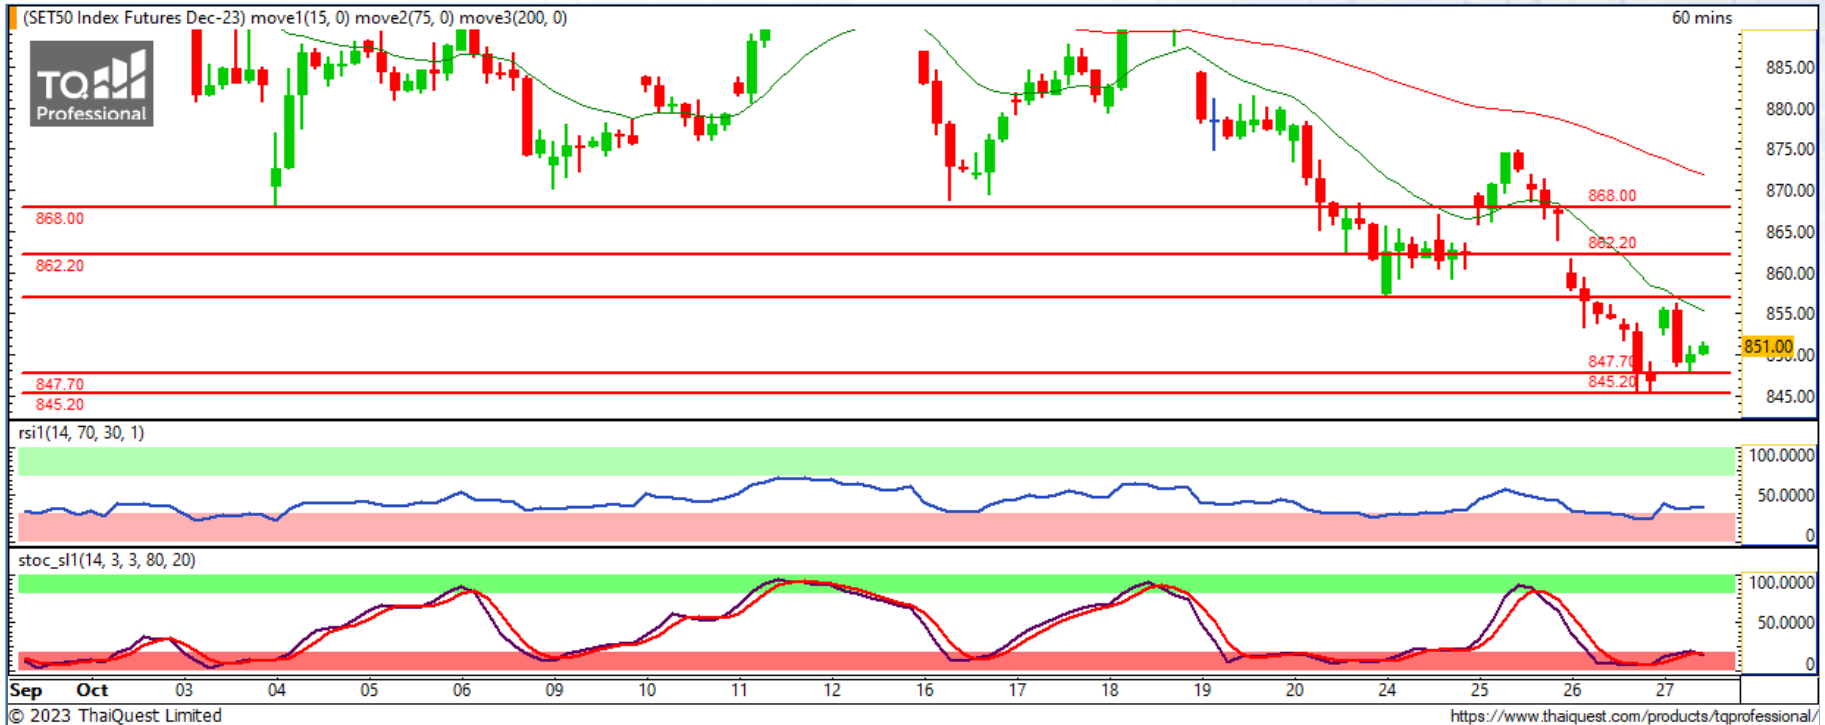 (SET50 Index Futures Dec-23) move1(15, 0) move2(75, 0) move3(200, 0)
60 mins
TQ
Professional
885.00
880.00
875.00
870.00
868.00
868.00
865.00
862.20
862.20
860.00
855.00
851.00
847.70
847.70
845.20
845.20
845.00
rsi1(14, 70, 30, 1)
100.0000
50.0000
0
stoc_sl1(14, 3, 3, 80, 20)
100.0000
50.0000
0
Sep Oct 03 04 05 06 09 10 11 12 16 17 18 19 20 24 25 26 27
© 2023 ThaiQuest Limited
https://www.thaiquest.com/products/tqprofessional/